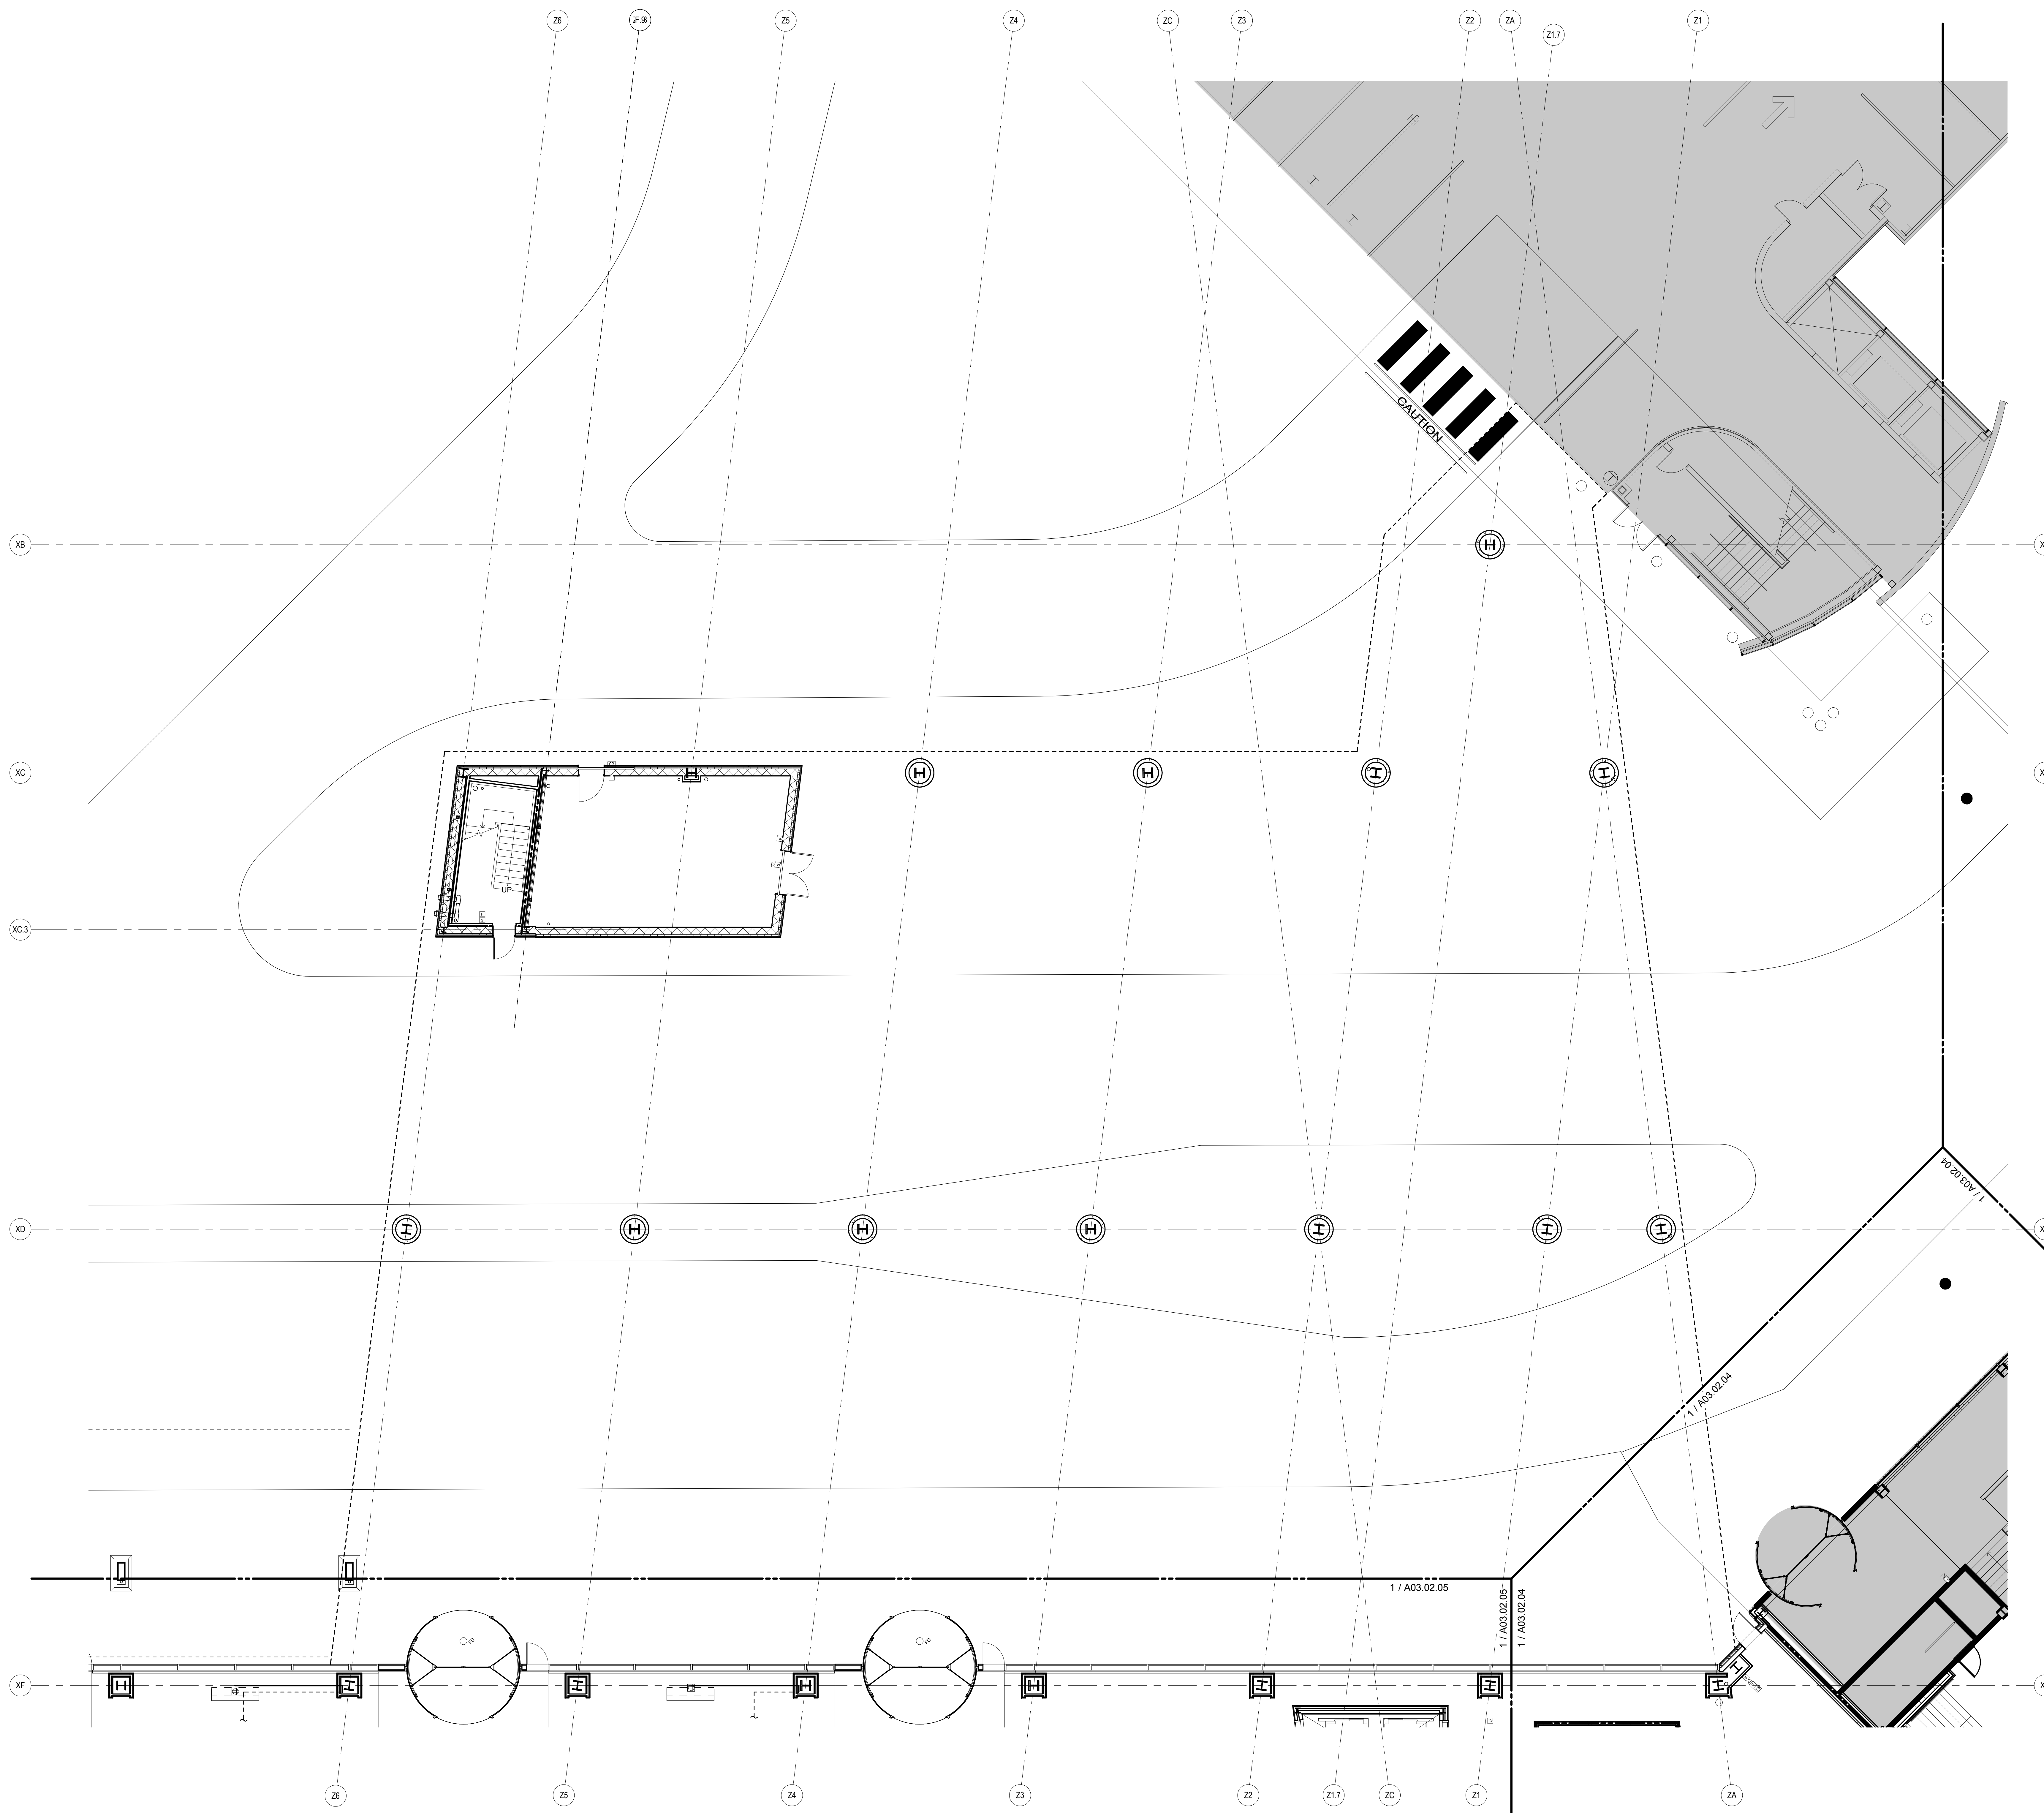 Z6
Z5
Z4
ZC
Z3
Z2
ZA
Z1.7
Z1
CAUTION
XB
XC
UP
XC.3
XD
1 / A03.02.04
1 / A03.02.04
1 / A03.02.05
1 / A03.02.05
1 / A03.02.04
XF
Z6
Z5
Z4
Z3
Z2
Z1.7
ZC
Z1
ZA